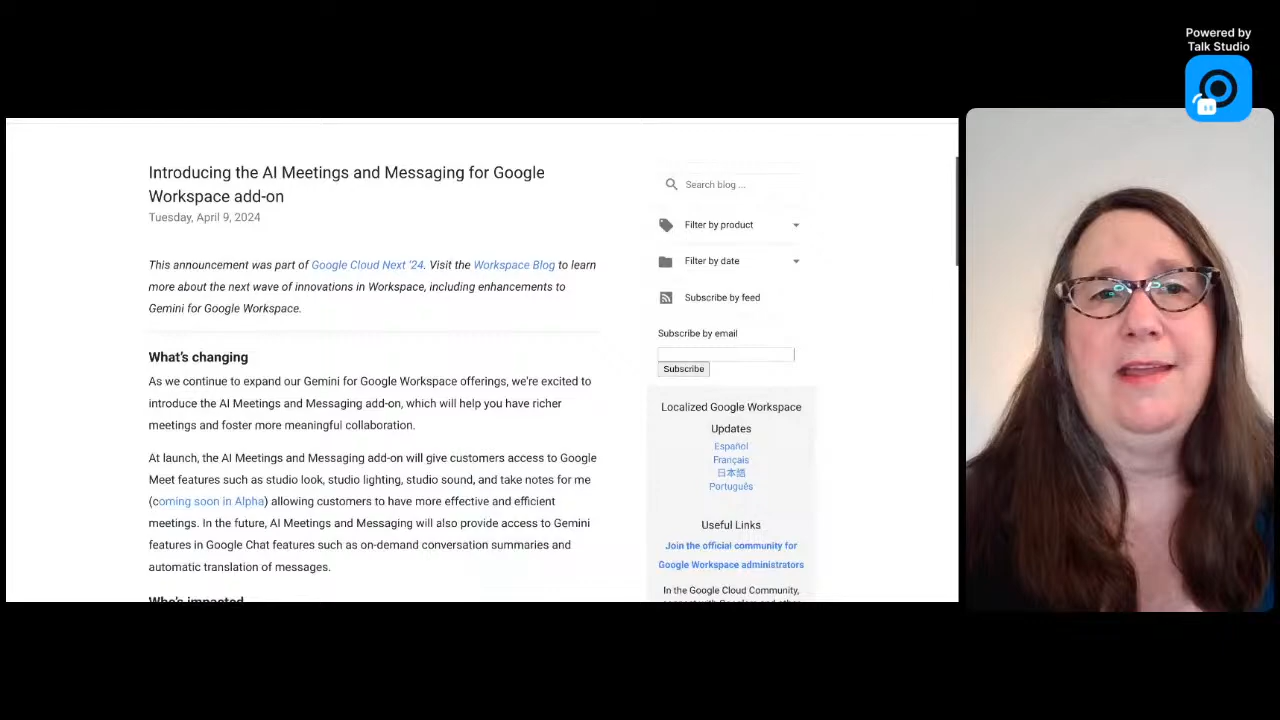 Powered by
Talk Studio
Introducing the AI Meetings and Messaging for Google
Workspace add-on
Tuesday, April 9, 2024
This announcement was part of Google Cloud Next ‘24. Visit the Workspace Blog to learn
more about the next wave of innovations in Workspace, including enhancements to
Gemini for Google Workspace.
What’s changing
As we continue to expand our Gemini for Google Workspace offerings, we’re excited to
introduce the AI Meetings and Messaging add-on, which will help you have richer
meetings and foster more meaningful collaboration.
At launch, the AI Meetings and Messaging add-on will give customers access to Google
Meet features such as studio look, studio lighting, studio sound, and take notes for me
(coming soon in Alpha) allowing customers to have more effective and efficient
meetings. In the future, AI Meetings and Messaging will also provide access to Gemini
features in Google Chat features such as on-demand conversation summaries and
automatic translation of messages.
Who’s impacted
Search blog ...
Filter by product
Filter by date
Subscribe by feed
Subscribe by email
Subscribe
Localized Google Workspace
Updates
Español
Français
日本語
Português
Useful Links
Join the official community for
Google Workspace administrators
In the Google Cloud Community,